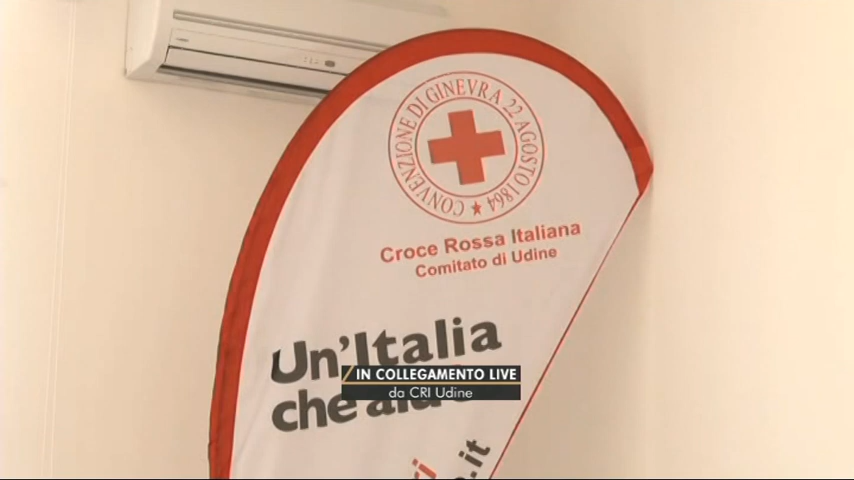 CONVENZIONE DI GINEVRA 22 AGOSTO 1864
Croce Rossa Italiana
Comitato di Udine
Un'Italia
che
IN COLLEGAMENTO LIVE
da CRI Udine